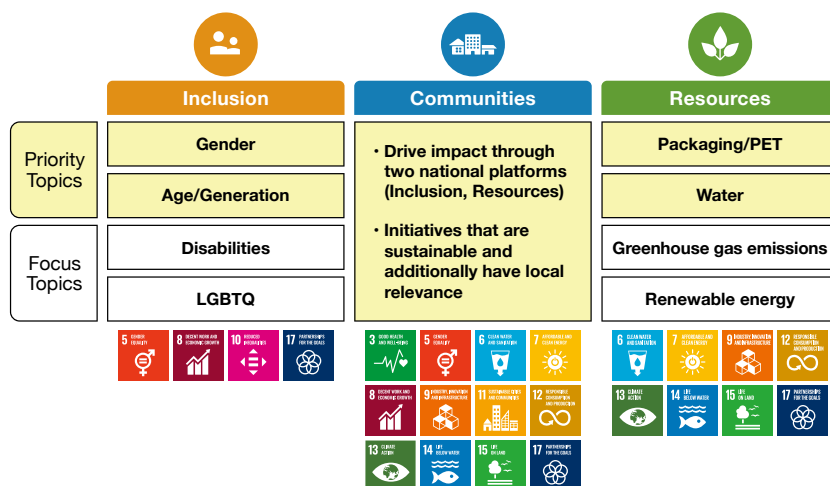 Inclusion
Communities
Resources
Priority
Topics
Gender
Age/Generation
• Drive impact through
two national platforms
(Inclusion, Resources)
• Initiatives that are
sustainable and
additionally have local
relevance
Packaging/PET
Water
Focus
Topics
Disabilities
LGBTQ
Greenhouse gas emissions
Renewable energy
5 GENDER
EQUALITY
8 DECENT WORK AND
ECONOMIC GROWTH
10 REDUCED
INEQUALITIES
17 PARTNERSHIPS
FOR THE GOALS
3 GOOD HEALTH
AND WELL-BEING
5 GENDER
EQUALITY
6 CLEAN WATER
AND SANITATION
7 AFFORDABLE AND
CLEAN ENERGY
8 DECENT WORK AND
ECONOMIC GROWTH
9 INDUSTRY, INNOVATION
AND INFRASTRUCTURE
11 SUSTAINABLE CITIES
AND COMMUNITIES
12 RESPONSIBLE
CONSUMPTION
AND PRODUCTION
13 CLIMATE
ACTION
14 LIFE
BELOW WATER
15 LIFE
ON LAND
17 PARTNERSHIPS
FOR THE GOALS
6 CLEAN WATER
AND SANITATION
7 AFFORDABLE AND
CLEAN ENERGY
9 INDUSTRY, INNOVATION
AND INFRASTRUCTURE
12 RESPONSIBLE
CONSUMPTION
AND PRODUCTION
13 CLIMATE
ACTION
14 LIFE
BELOW WATER
15 LIFE
ON LAND
17 PARTNERSHIPS
FOR THE GOALS